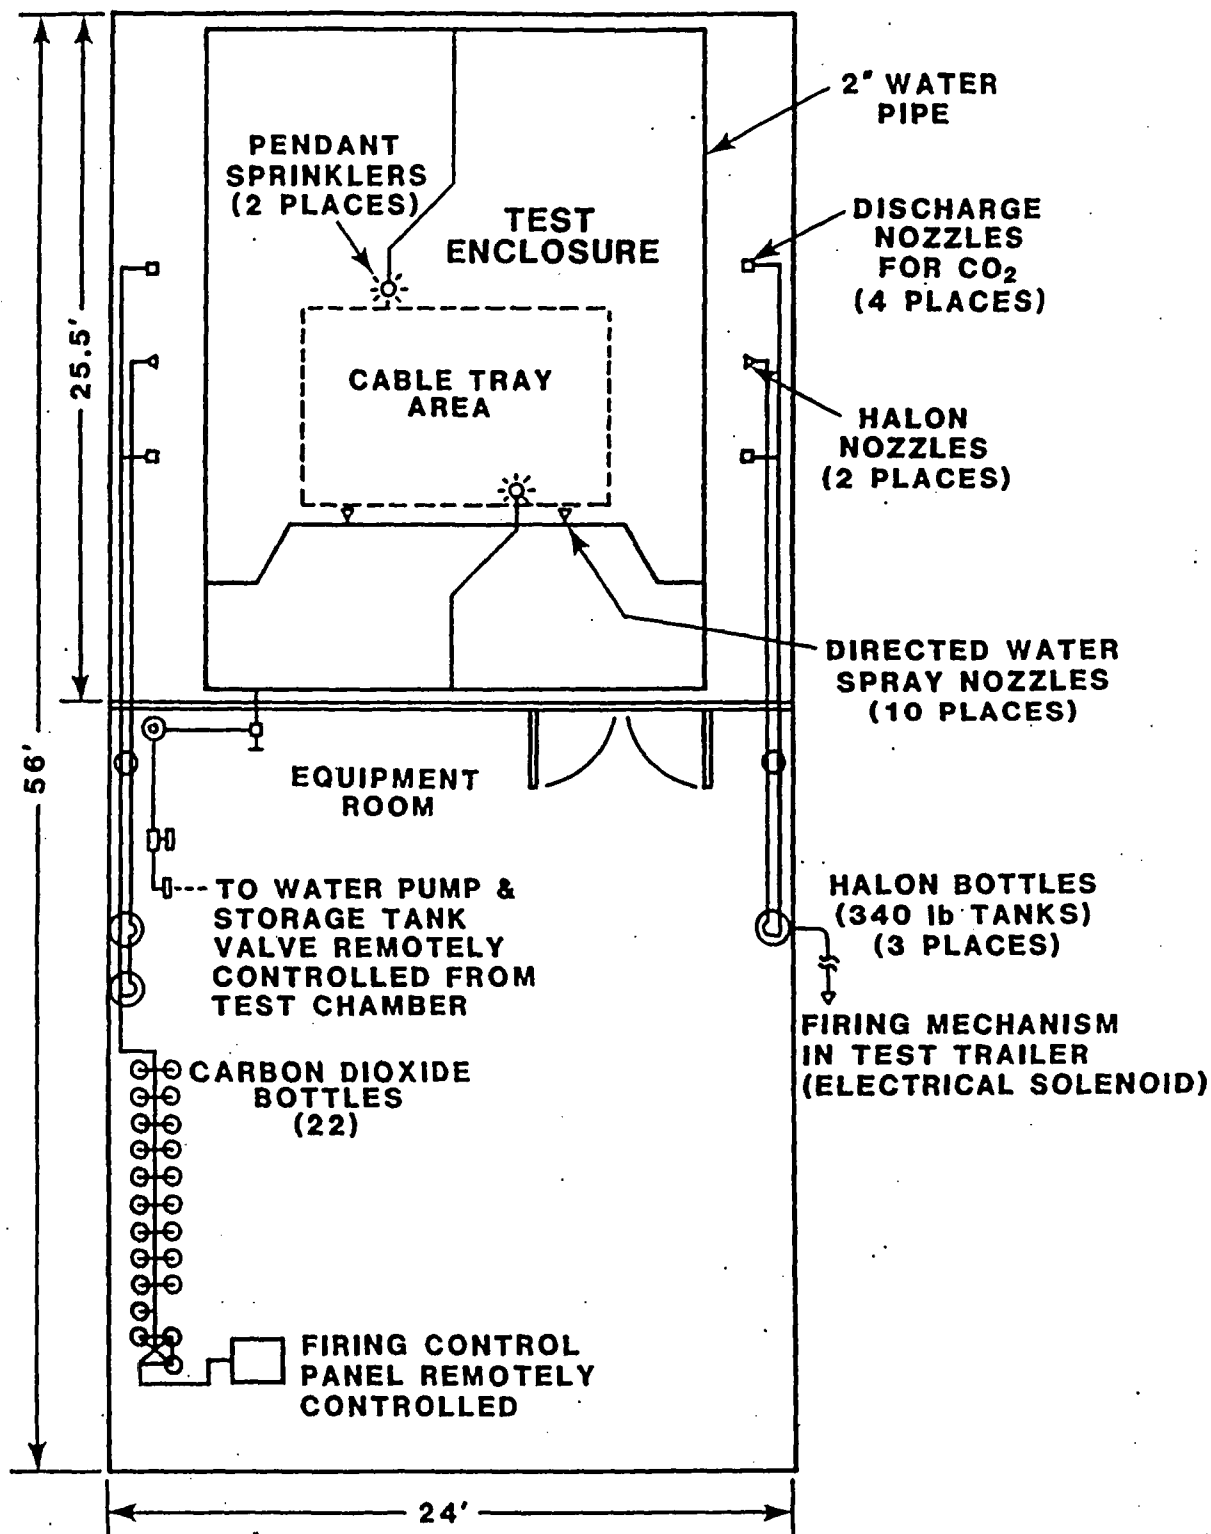 2" WATER
PIPE
PENDANT
SPRINKLERS
(2 PLACES)
TEST
ENCLOSURE
DISCHARGE
NOZZLES
FOR CO₂
(4 PLACES)
25.5'
CABLE TRAY
AREA
HALON
NOZZLES
(2 PLACES)
DIRECTED WATER
SPRAY NOZZLES
(10 PLACES)
56'
EQUIPMENT
ROOM
TO WATER PUMP &
STORAGE TANK
VALVE REMOTELY
CONTROLLED FROM
TEST CHAMBER
HALON BOTTLES
(340 lb TANKS)
(3 PLACES)
FIRING MECHANISM
IN TEST TRAILER
(ELECTRICAL SOLENOID)
CARBON DIOXIDE
BOTTLES
(22)
FIRING CONTROL
PANEL REMOTELY
CONTROLLED
24'